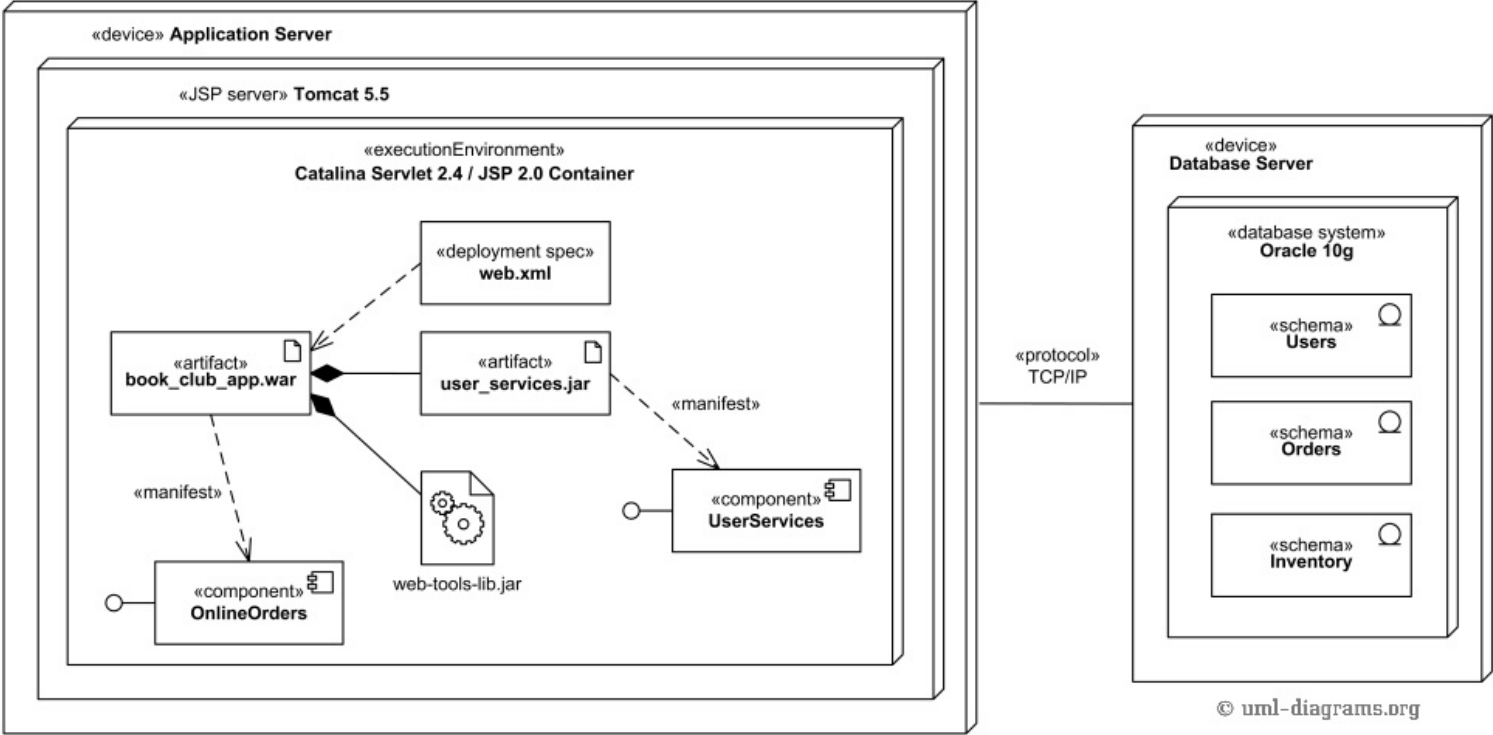 «device» Application Server
«JSP server» Tomcat 5.5
«executionEnvironment»
Catalina Servlet 2.4 / JSP 2.0 Container
«deployment spec»
web.xml
«artifact»
book_club_app.war
«artifact»
user_services.jar
«manifest»
«manifest»
«component»
UserServices
web-tools-lib.jar
«component»
OnlineOrders
«protocol»
TCP/IP
«device»
Database Server
«database system»
Oracle 10g
«schema»
Users
«schema»
Orders
«schema»
Inventory
© uml-diagrams.org